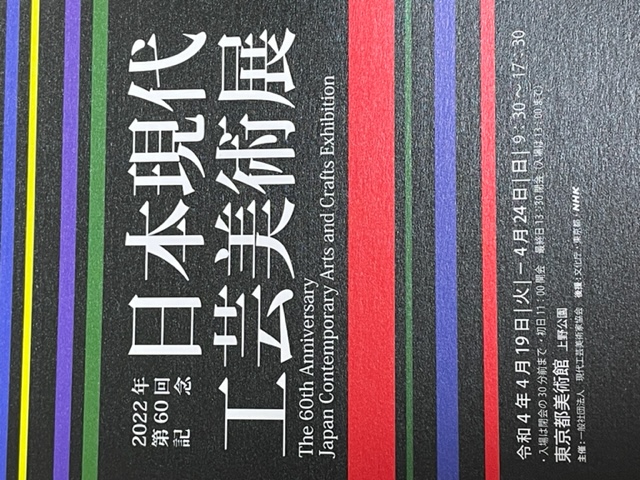 2022年
第60回
記念
日本現代
工芸美術展
The 60th Anniversary
Japan Contemporary Arts and Crafts Exhibition
令和4年4月19日|火|－4月24日|日|9：30〜17：30
・入場は閉会の30分前まで ・初日11：00開会 最終日13：30閉会（入場は13：00まで）
東京都美術館 上野公園
主催：一般社団法人 現代工芸美術家協会 後援：文化庁／東京都／NHK